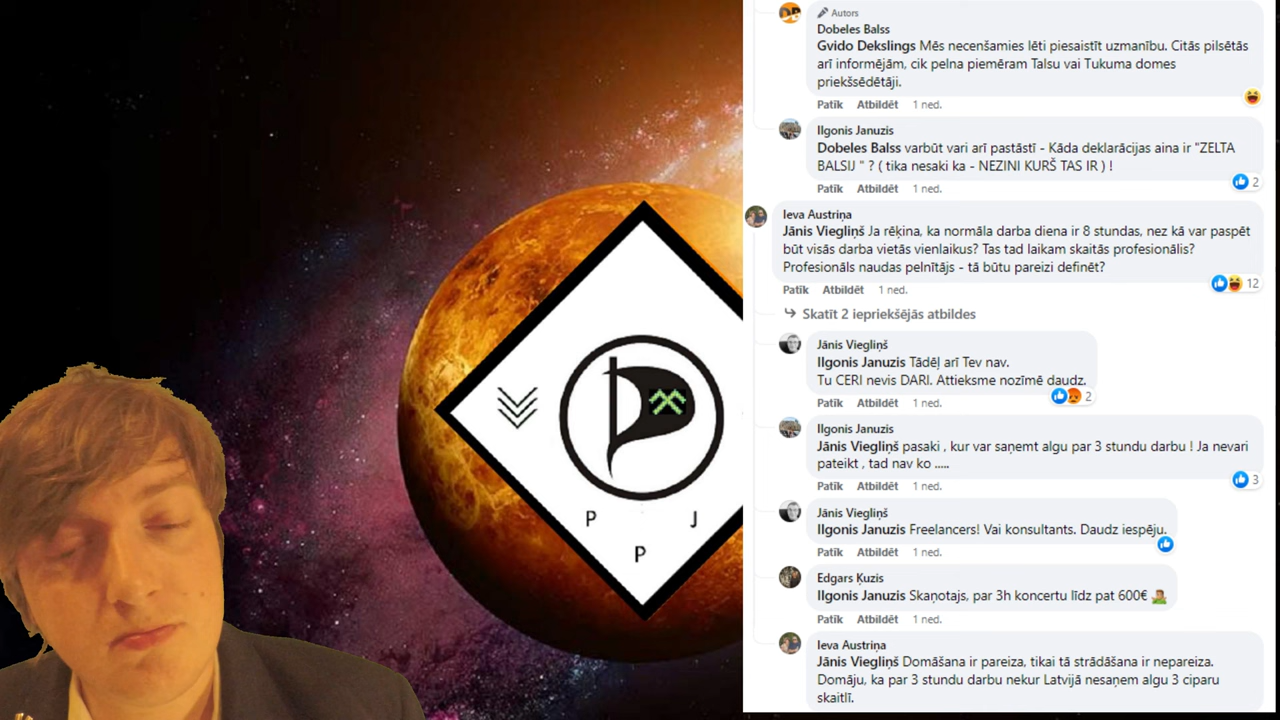 Autors
Dobeles Balss
Gvido Dekslings Mēs necenšamies lēti piesaistīt uzmanību. Citās pilsētās
arī informējām, cik pelna piemēram Talsu vai Tukuma domes
priekšsēdētāji.
Patīk Atbildēt 1 ned.
Ilgonis Januzis
Dobeles Balss varbūt vari arī pastāstī - Kāda deklarācijas aina ir "ZELTA
BALSIJ " ? ( tika nesaki ka - NEZINI KURŠ TAS IR ) !
Patīk Atbildēt 1 ned.
2
Ieva Austriņa
Jānis Viegliņš Ja rēķina, ka normāla darba diena ir 8 stundas, nez kā var paspēt
būt visās darba vietās vienlaikus? Tas tad laikam skaitās profesionālis?
Profesionāls naudas pelnītājs - tā būtu pareizi definēt?
12
Patīk Atbildēt 1 ned.
Skatīt 2 iepriekšējās atbildes
Jānis Viegliņš
Ilgonis Januzis Tādēļ arī Tev nav.
Tu CERI nevis DARI. Attieksme nozīmē daudz.
2
Patīk Atbildēt 1 ned.
Ilgonis Januzis
Jānis Viegliņš pasaki , kur var saņemt algu par 3 stundu darbu ! Ja nevari
pateikt , tad nav ko .....
3
Patīk Atbildēt 1 ned.
Jānis Viegliņš
Ilgonis Januzis Freelancers! Vai konsultants. Daudz iespēju.
Patīk Atbildēt 1 ned.
Edgars Ķuzis
Ilgonis Januzis Skaņotajs, par 3h koncertu līdz pat 600€
Patīk Atbildēt 1 ned.
Ieva Austriņa
Jānis Viegliņš Domāšana ir pareiza, tikai tā strādāšana ir nepareiza.
Domāju, ka par 3 stundu darbu nekur Latvijā nesaņem algu 3 ciparu
skaitlī.
P J
P